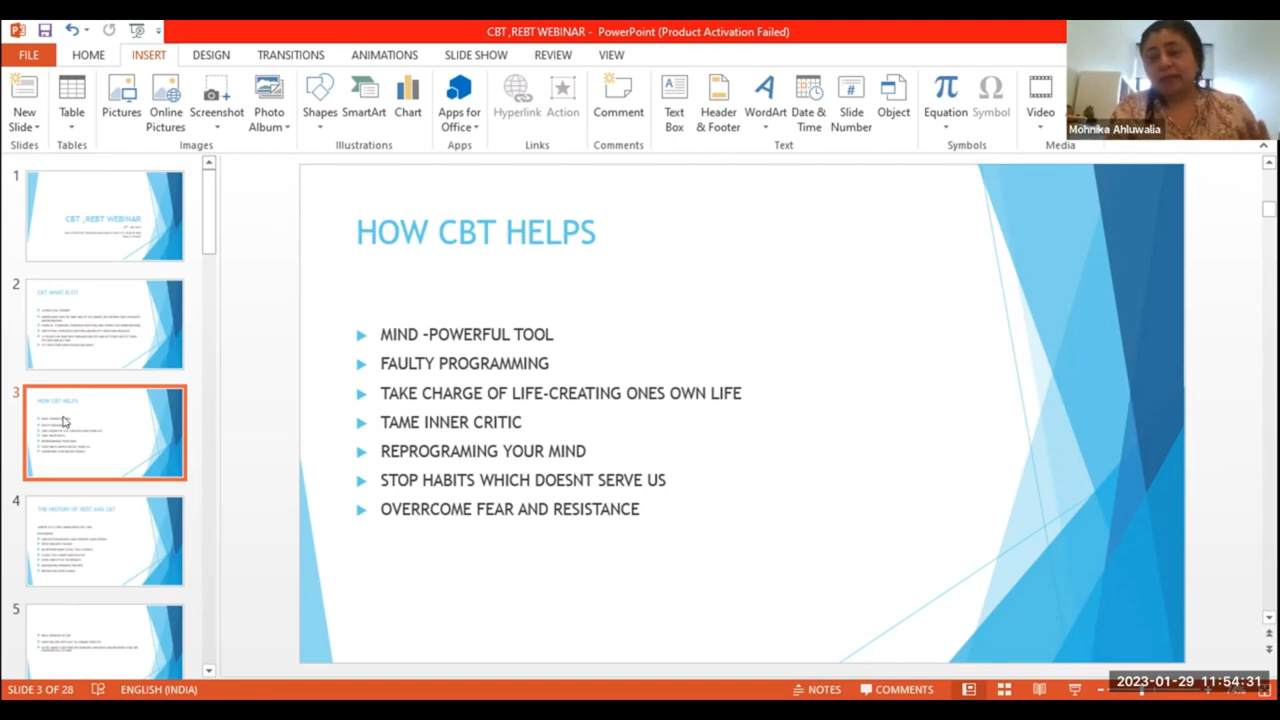 CBT ,REBT WEBINAR - PowerPoint (Product Activation Failed)
FILE HOME INSERT DESIGN TRANSITIONS ANIMATIONS SLIDE SHOW REVIEW VIEW
New Slide Table Pictures Online Pictures Screenshot Photo Album Shapes SmartArt Chart Apps for Office Hyperlink Action Comment Text Box Header & Footer WordArt Date & Time Slide Number Object Equation Symbol Video
Slides Tables Images Illustrations Apps Links Comments Text Symbols Media
Mohnika Ahluwalia
1
CBT ,REBT WEBINAR
2
CBT WHAT IS IT?
3
HOW CBT HELPS
4
THE HISTORY OF REBT AND CBT
5
HOW CBT HELPS
MIND -POWERFUL TOOL
FAULTY PROGRAMMING
TAKE CHARGE OF LIFE-CREATING ONES OWN LIFE
TAME INNER CRITIC
REPROGRAMING YOUR MIND
STOP HABITS WHICH DOESNT SERVE US
OVERRCOME FEAR AND RESISTANCE
SLIDE 3 OF 28 ENGLISH (INDIA) NOTES COMMENTS
2023-01-29 11:54:31